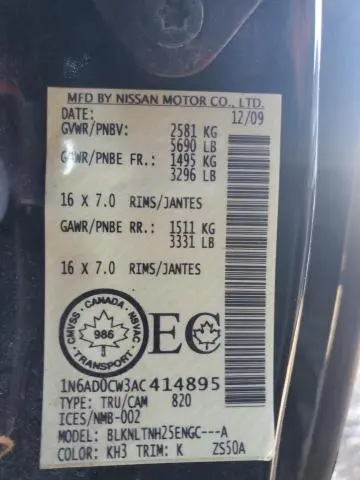 MFD BY NISSAN MOTOR CO., LTD.
DATE: 12/09
GVWR/PNBV: 2581 KG
5690 LB
GAWR/PNBE FR.: 1495 KG
3296 LB
16 X 7.0 RIMS/JANTES
GAWR/PNBE RR.: 1511 KG
3331 LB
16 X 7.0 RIMS/JANTES
CANADA
CMVSS NSVAC
986
TRANSPORT
EC
1N6AD0CW3AC414895
TYPE: TRU/CAM 820
ICES/NMB-002
MODEL: BLKNLTNH25ENGC---A
COLOR: KH3 TRIM: K ZS50A